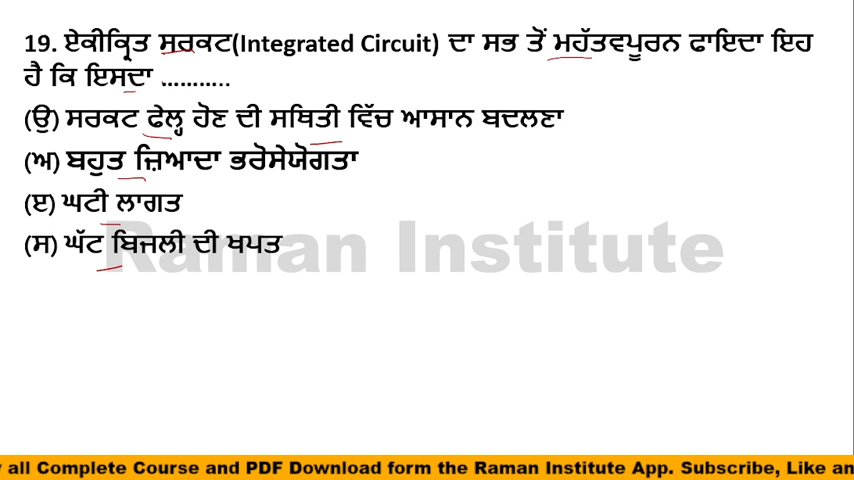 19. ਏਕੀਕ੍ਰਿਤ ਸਰਕਟ(Integrated Circuit) ਦਾ ਸਭ ਤੋਂ ਮਹੱਤਵਪੂਰਨ ਫਾਇਦਾ ਇਹ
ਹੈ ਕਿ ਇਸਦਾ ...........
(ਉ) ਸਰਕਟ ਫੇਲ੍ਹ ਹੋਣ ਦੀ ਸਥਿਤੀ ਵਿੱਚ ਆਸਾਨ ਬਦਲਣਾ
(ਅ) ਬਹੁਤ ਜ਼ਿਆਦਾ ਭਰੋਸੇਯੋਗਤਾ
(ੲ) ਘਟੀ ਲਾਗਤ
(ਸ) ਘੱਟ ਬਿਜਲੀ ਦੀ ਖਪਤ
Raman Institute
all Complete Course and PDF Download form the Raman Institute App. Subscribe, Like an